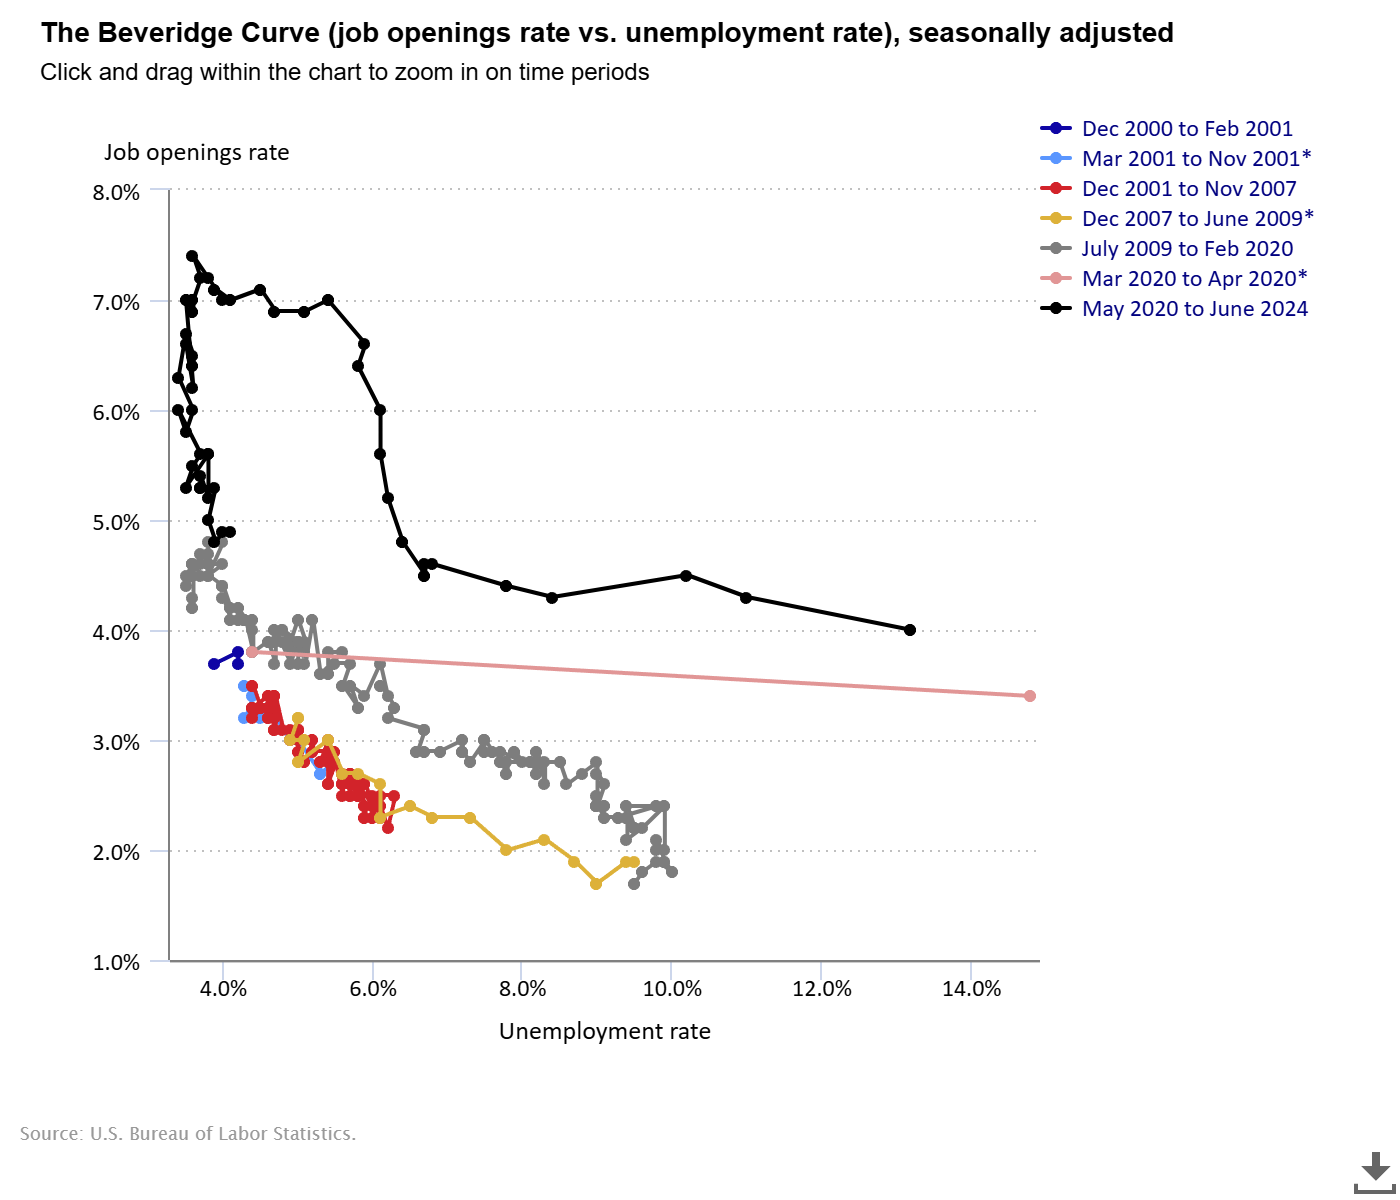 The Beveridge Curve (job openings rate vs. unemployment rate), seasonally adjusted
Click and drag within the chart to zoom in on time periods
Dec 2000 to Feb 2001
Mar 2001 to Nov 2001*
Dec 2001 to Nov 2007
Dec 2007 to June 2009*
July 2009 to Feb 2020
Mar 2020 to Apr 2020*
May 2020 to June 2024
Job openings rate
8.0%
7.0%
6.0%
5.0%
4.0%
3.0%
2.0%
1.0%
4.0% 6.0% 8.0% 10.0% 12.0% 14.0%
Unemployment rate
Source: U.S. Bureau of Labor Statistics.